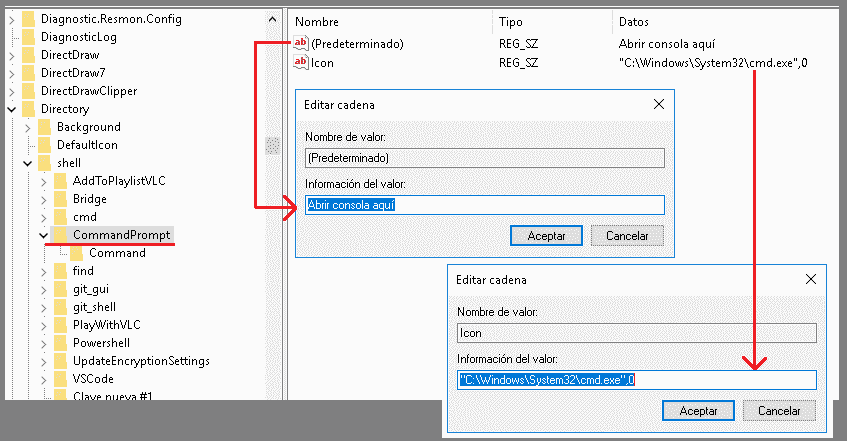 Diagnostic.Resmon.Config
DiagnosticLog
DirectDraw
DirectDraw7
DirectDrawClipper
Directory
Background
DefaultIcon
shell
AddToPlaylistVLC
Bridge
cmd
CommandPrompt
Command
find
git_gui
git_shell
PlayWithVLC
Powershell
UpdateEncryptionSettings
VSCode
Clave nueva #1
Nombre Tipo Datos
ab (Predeterminado) REG_SZ Abrir consola aquí
ab Icon REG_SZ "C:\Windows\System32\cmd.exe",0
Editar cadena
Nombre de valor:
(Predeterminado)
Información del valor:
Abrir consola aquí
Aceptar Cancelar
Editar cadena
Nombre de valor:
Icon
Información del valor:
"C:\Windows\System32\cmd.exe",0
Aceptar Cancelar